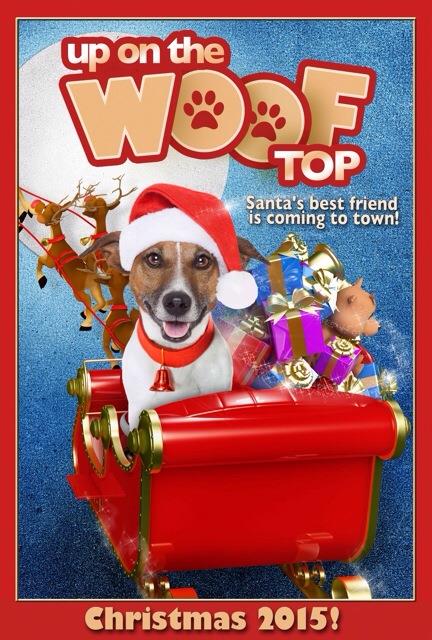 up on the
WOOF
TOP
Santa's best friend
is coming to town!
Christmas 2015!